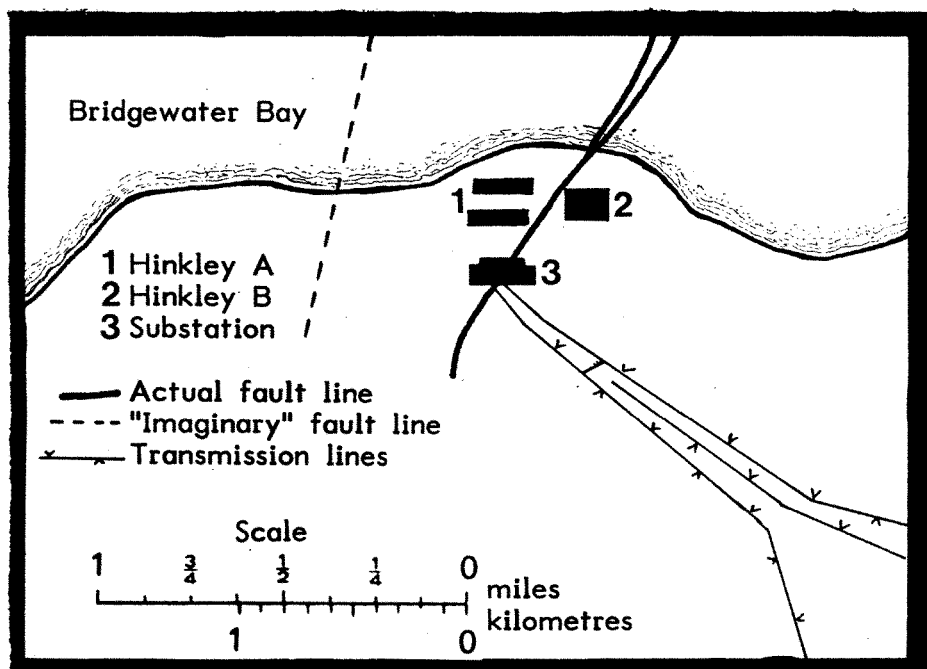 Bridgewater Bay
1
2
3
1 Hinkley A
2 Hinkley B
3 Substation
Actual fault line
"Imaginary" fault line
Transmission lines
Scale
1 3/4 1/2 1/4 0
miles
kilometres
1 0